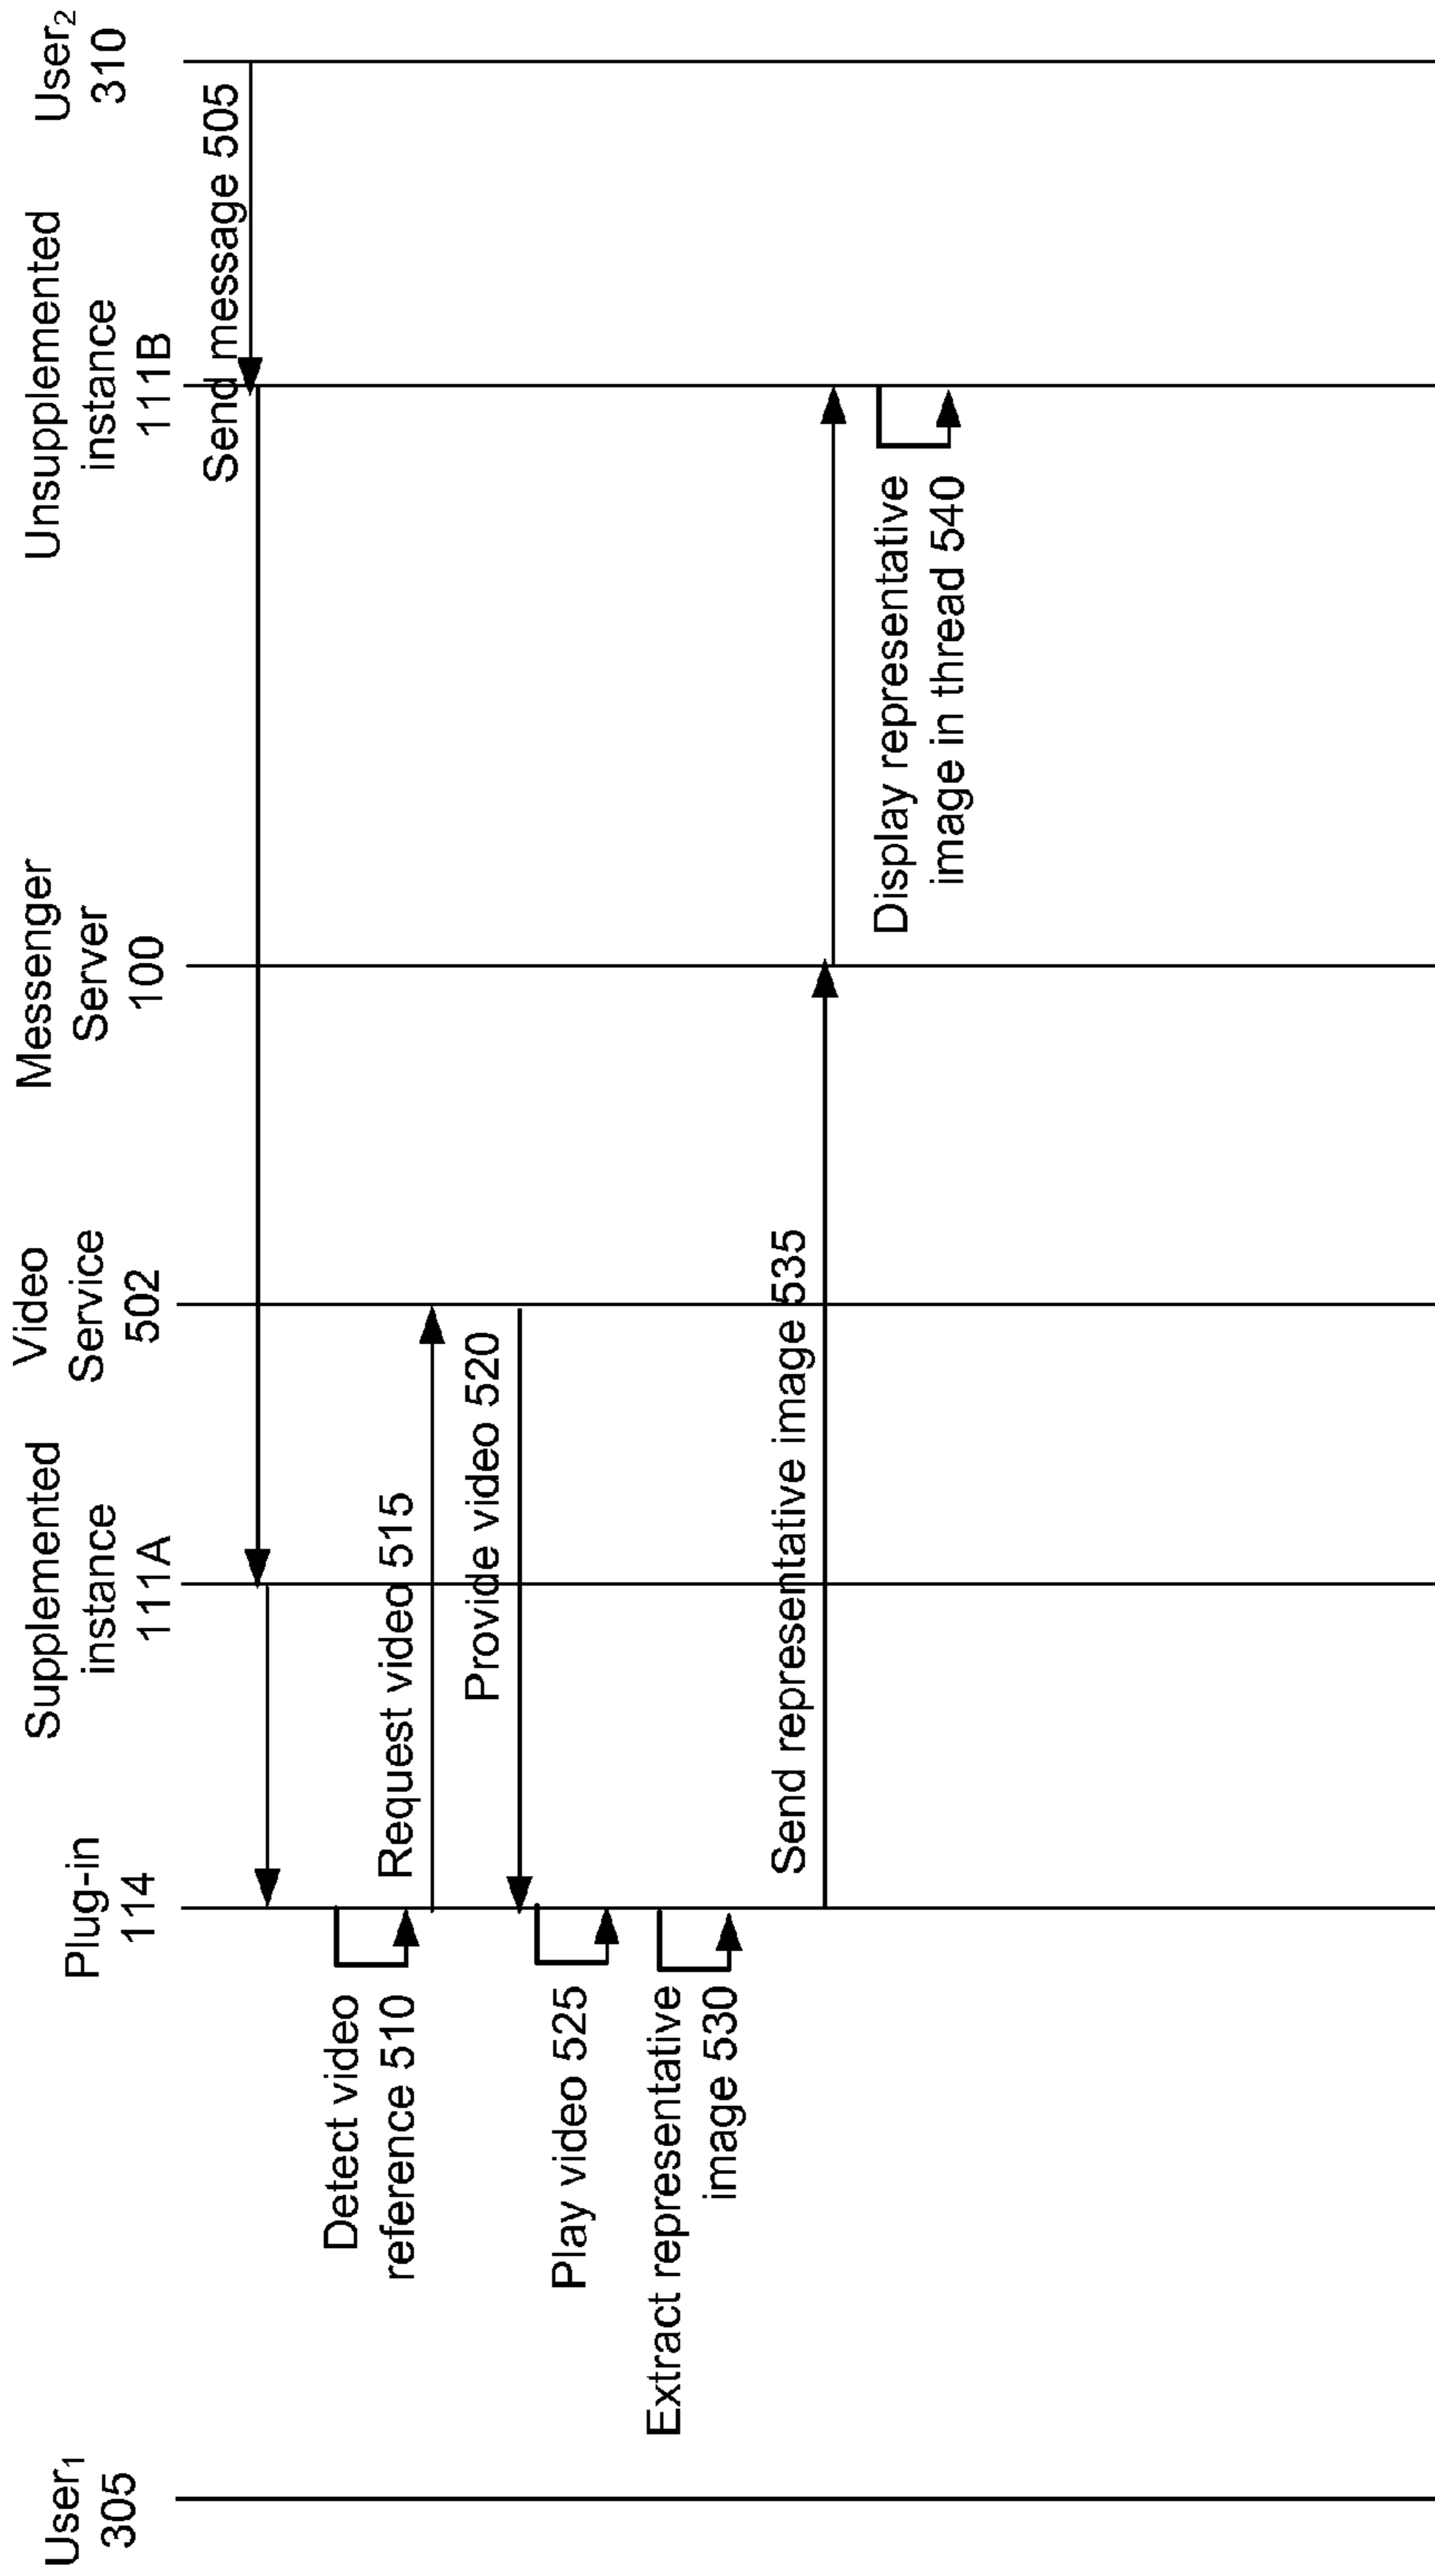 User₁
305
Plug-in
114
Supplemented
instance
111A
Video
Service
502
Messenger
Server
100
Unsupplemented
instance
111B
User₂
310
Send message 505
Detect video
reference 510
Request video 515
Provide video 520
Play video 525
Extract representative
image 530
Send representative image 535
Display representative
image in thread 540